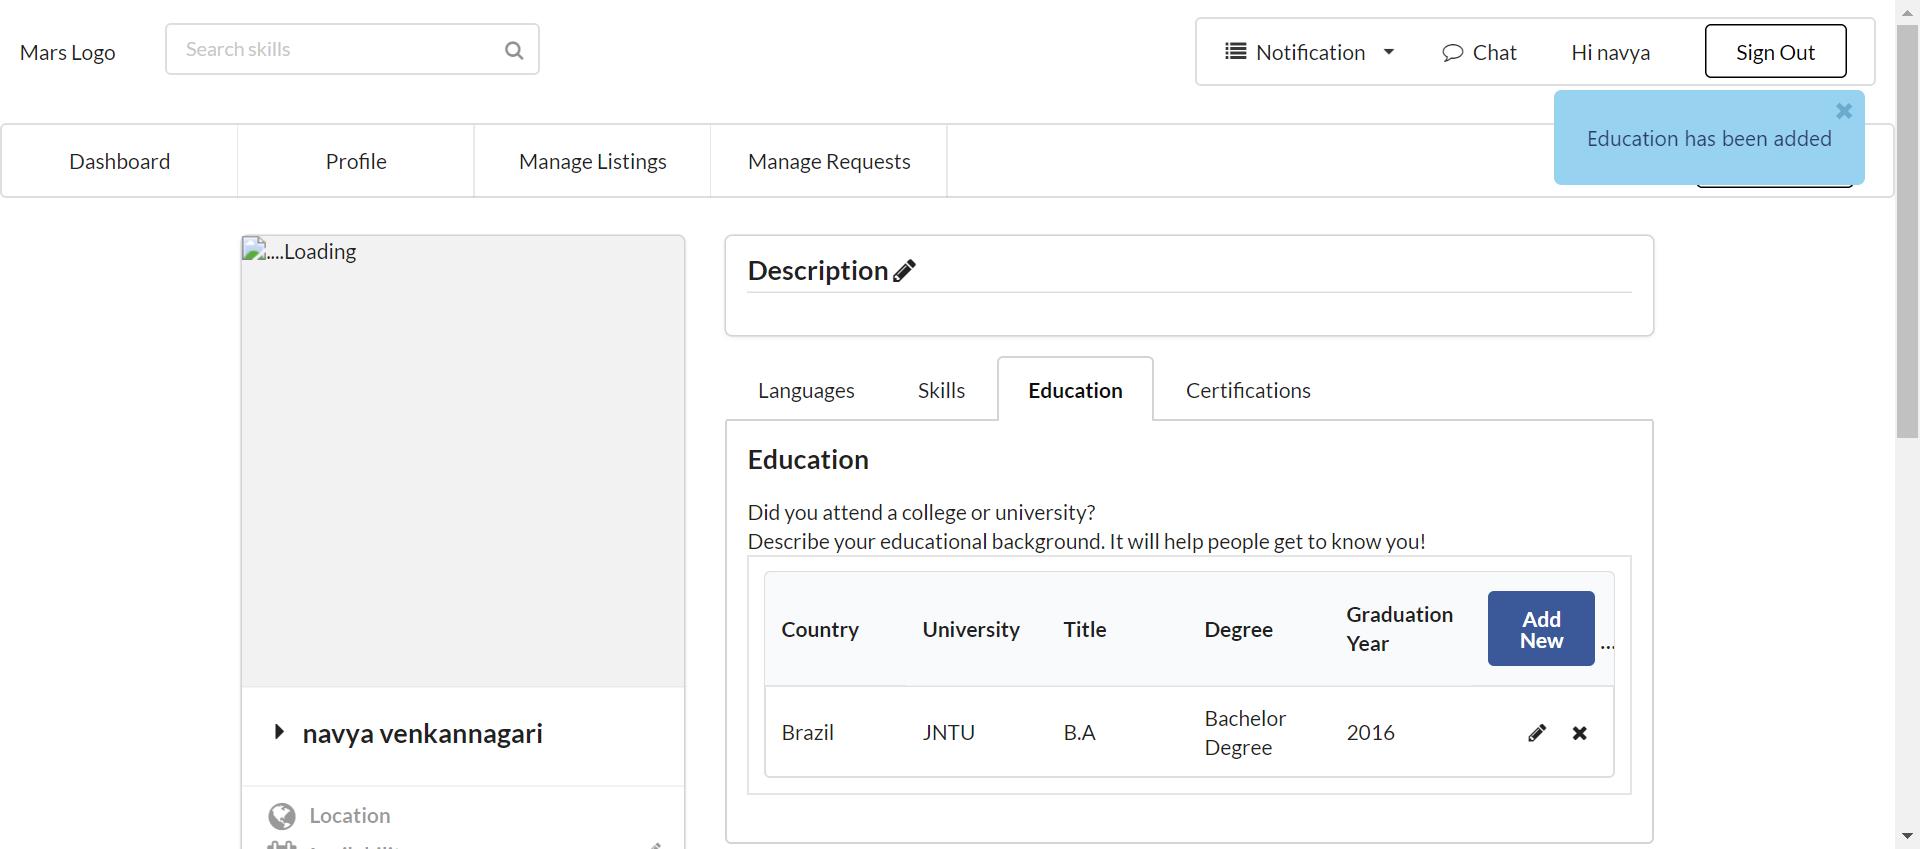 Mars Logo
Search skills
Notification
Chat
Hi navya
Sign Out
Education has been added
Dashboard
Profile
Manage Listings
Manage Requests
....Loading
navya venkannagari
Location
Description
Languages
Skills
Education
Certifications
Education
Did you attend a college or university?
Describe your educational background. It will help people get to know you!
Country
University
Title
Degree
Graduation
Year
Add
New
...
Brazil
JNTU
B.A
Bachelor
Degree
2016